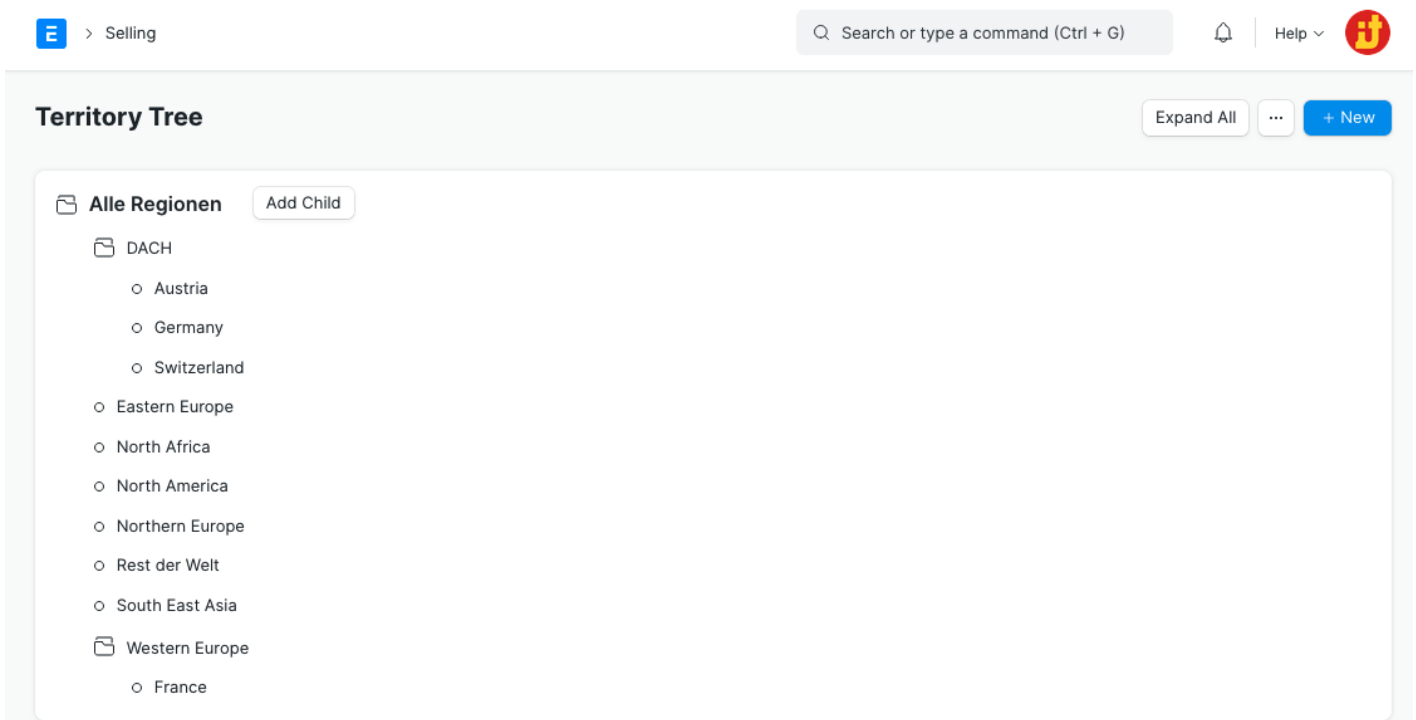 E > Selling Search or type a command (Ctrl + G) Help
Territory Tree Expand All ... + New
Alle Regionen Add Child
DACH
Austria
Germany
Switzerland
Eastern Europe
North Africa
North America
Northern Europe
Rest der Welt
South East Asia
Western Europe
France